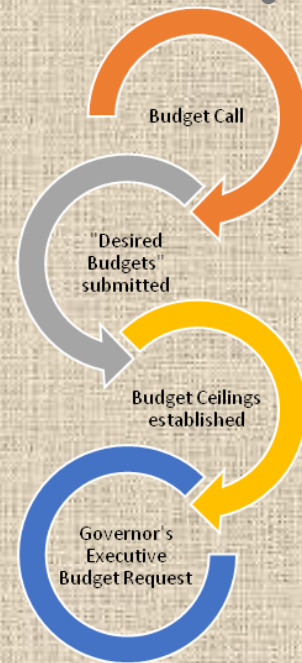 Budget Call
"Desired
Budgets"
submitted
Budget Ceilings
established
Governor's
Executive
Budget Request